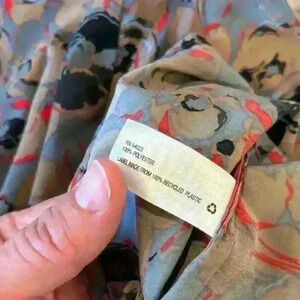 100% POLYESTER
LABEL MADE FROM 100% RECYCLED PLASTIC